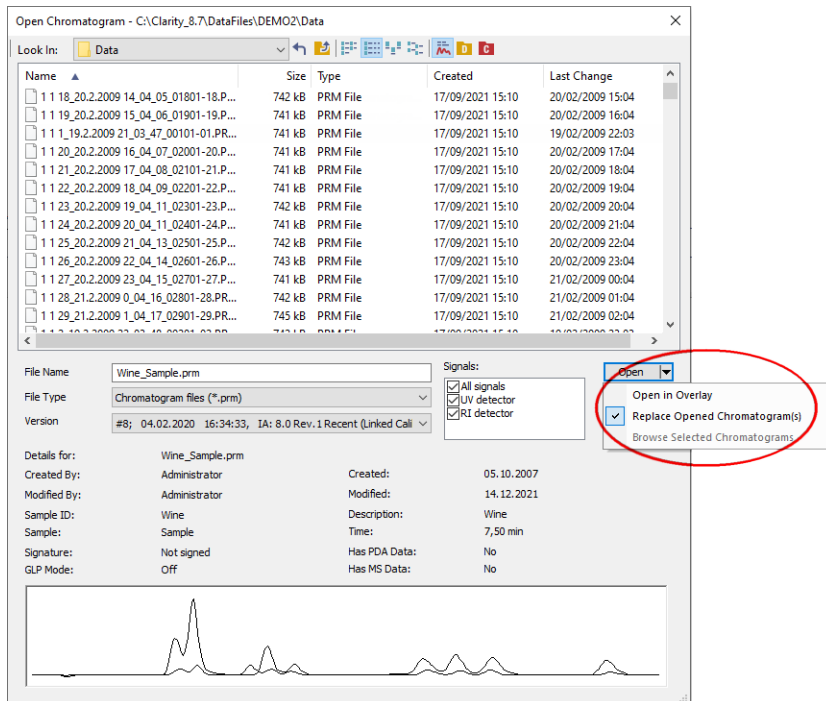 Open Chromatogram - C:\Clarity_8.7\DataFiles\DEMO2\Data
Look In: Data
Name Size Type Created Last Change
1 1 18_20.2.2009 14_04_05_01801-18.P... 742 kB PRM File 17/09/2021 15:10 20/02/2009 15:04
1 1 19_20.2.2009 15_04_06_01901-19.P... 741 kB PRM File 17/09/2021 15:10 20/02/2009 16:04
1 1 1_19.2.2009 21_03_47_00101-01.PR... 741 kB PRM File 17/09/2021 15:10 19/02/2009 22:03
1 1 20_20.2.2009 16_04_07_02001-20.P... 742 kB PRM File 17/09/2021 15:10 20/02/2009 17:04
1 1 21_20.2.2009 17_04_08_02101-21.P... 741 kB PRM File 17/09/2021 15:10 20/02/2009 18:04
1 1 22_20.2.2009 18_04_09_02201-22.P... 741 kB PRM File 17/09/2021 15:10 20/02/2009 19:04
1 1 23_20.2.2009 19_04_11_02301-23.P... 742 kB PRM File 17/09/2021 15:10 20/02/2009 20:04
1 1 24_20.2.2009 20_04_11_02401-24.P... 741 kB PRM File 17/09/2021 15:10 20/02/2009 21:04
1 1 25_20.2.2009 21_04_13_02501-25.P... 742 kB PRM File 17/09/2021 15:10 20/02/2009 22:04
1 1 26_20.2.2009 22_04_14_02601-26.P... 743 kB PRM File 17/09/2021 15:10 20/02/2009 23:04
1 1 27_20.2.2009 23_04_15_02701-27.P... 741 kB PRM File 17/09/2021 15:10 21/02/2009 00:04
1 1 28_21.2.2009 0_04_16_02801-28.PR... 742 kB PRM File 17/09/2021 15:10 21/02/2009 01:04
1 1 29_21.2.2009 1_04_17_02901-29.PR... 745 kB PRM File 17/09/2021 15:10 21/02/2009 02:04
File Name Wine_Sample.prm Signals: Open
File Type Chromatogram files (*.prm) All signals
Version #8; 04.02.2020 16:34:33, IA: 8.0 Rev.1 Recent (Linked Cali UV detector
RI detector
Open in Overlay
Replace Opened Chromatogram(s)
Browse Selected Chromatograms
Details for: Wine_Sample.prm
Created By: Administrator Created: 05.10.2007
Modified By: Administrator Modified: 14.12.2021
Sample ID: Wine Description: Wine
Sample: Sample Time: 7,50 min
Signature: Not signed Has PDA Data: No
GLP Mode: Off Has MS Data: No